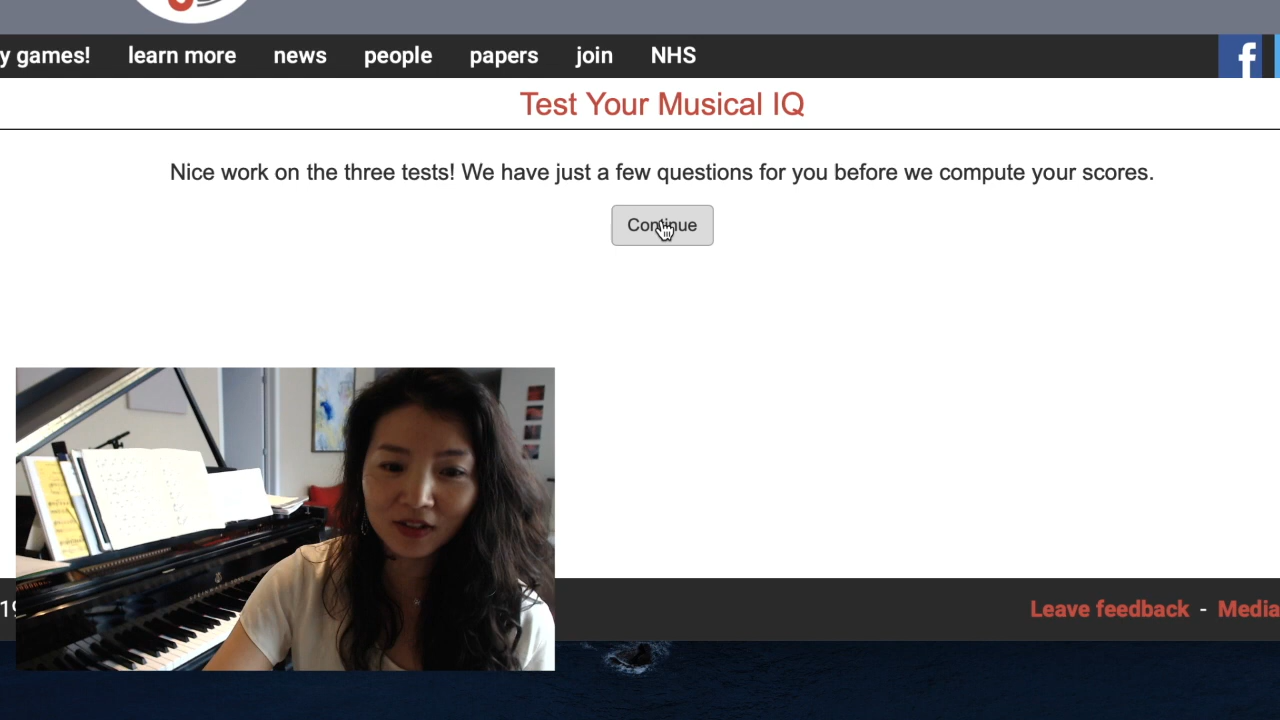 y games! learn more news people papers join NHS
f
Test Your Musical IQ
Nice work on the three tests! We have just a few questions for you before we compute your scores.
Continue
19
Leave feedback - Media